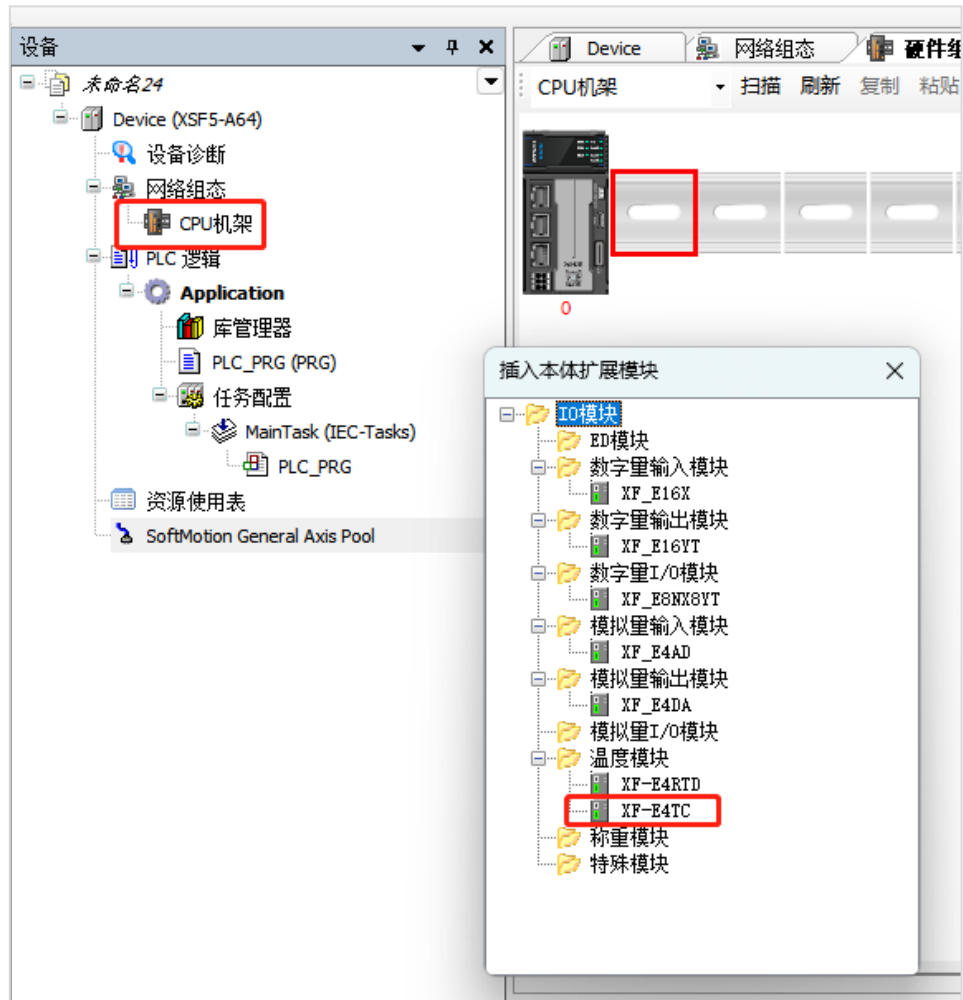 设备
未命名24
Device (XSF5-A64)
设备诊断
网络组态
CPU机架
PLC 逻辑
Application
库管理器
PLC_PRG (PRG)
任务配置
MainTask (IEC-Tasks)
PLC_PRG
资源使用表
SoftMotion General Axis Pool
Device 网络组态 硬件组
CPU机架 扫描 刷新 复制 粘贴
0
插入本体扩展模块
IO模块
ED模块
数字量输入模块
XF_E16X
数字量输出模块
XF_E16YT
数字量I/O模块
XF_E8NX8YT
模拟量输入模块
XF_E4AD
模拟量输出模块
XF_E4DA
模拟量I/O模块
温度模块
XF-E4RTD
XF-E4TC
称重模块
特殊模块